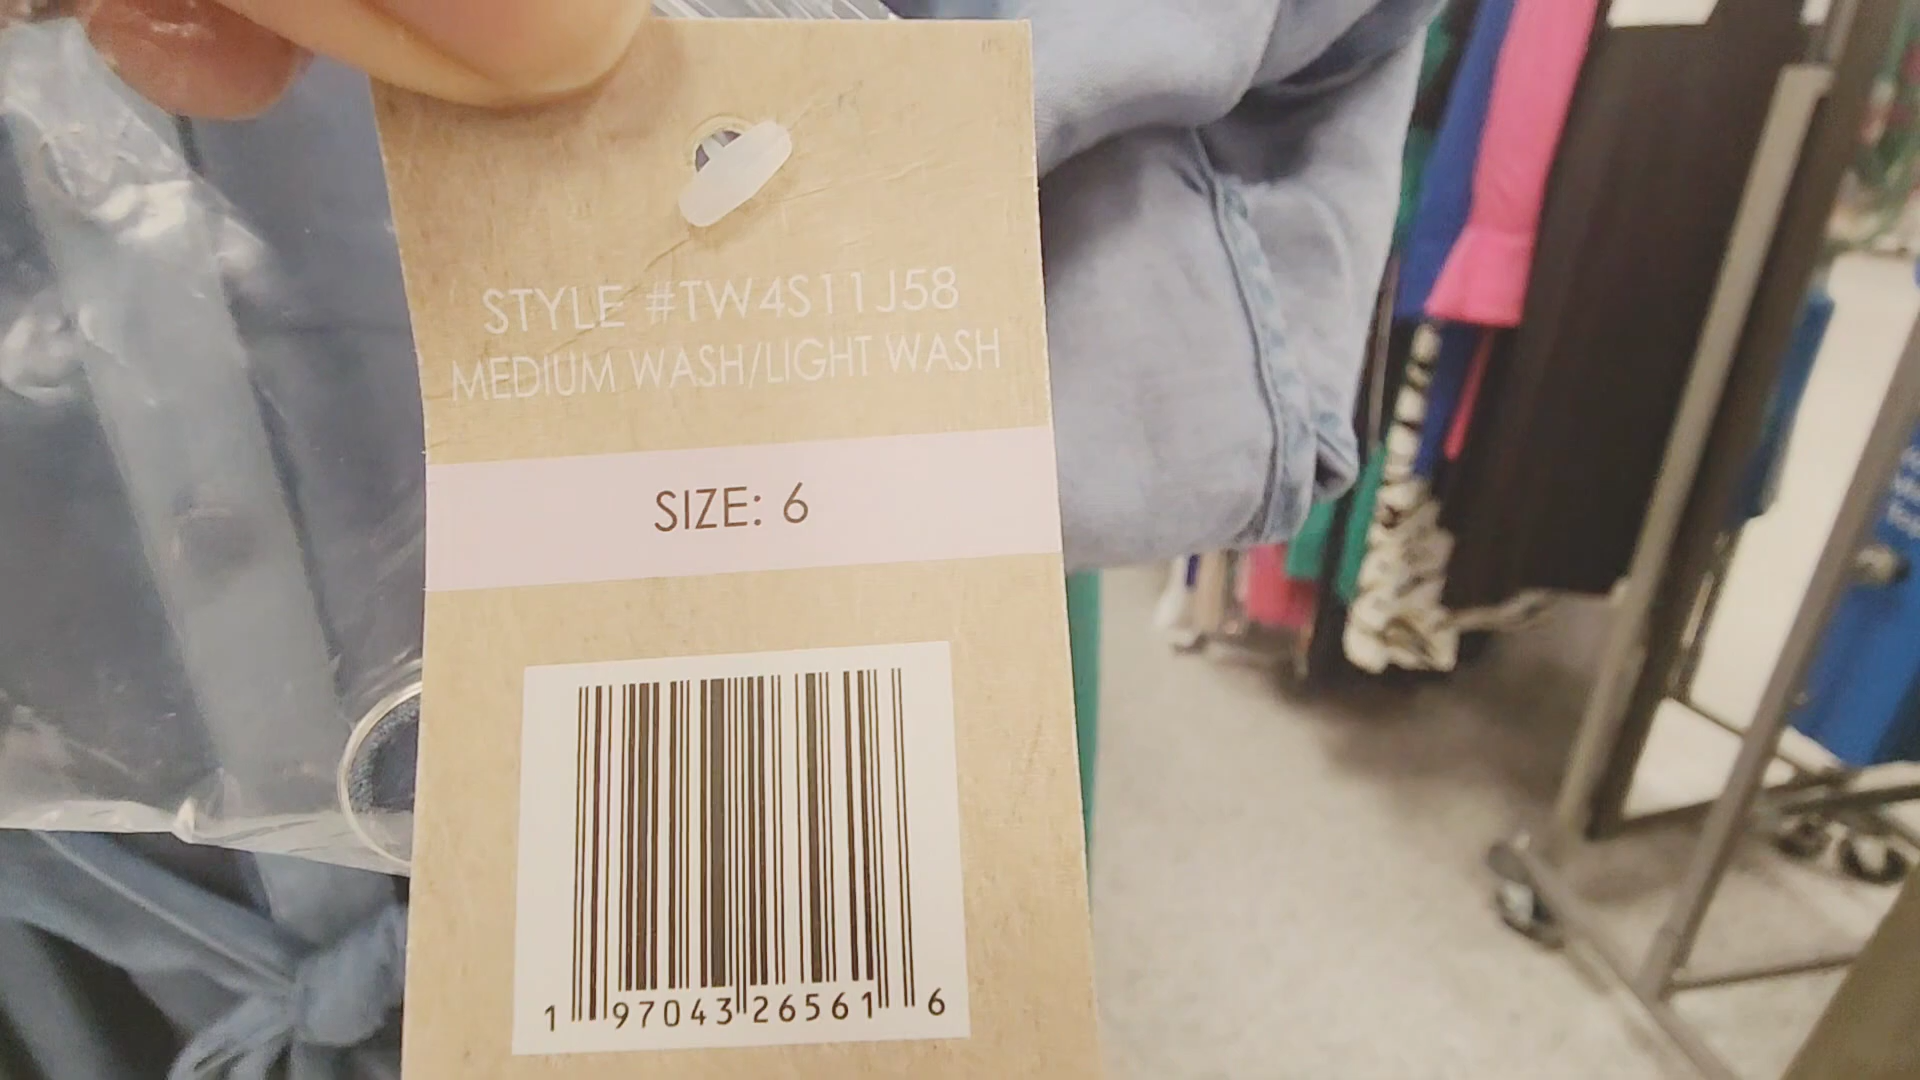 STYLE #TW4S11J58
MEDIUM WASH/LIGHT WASH
SIZE: 6
1 97043 26561 6